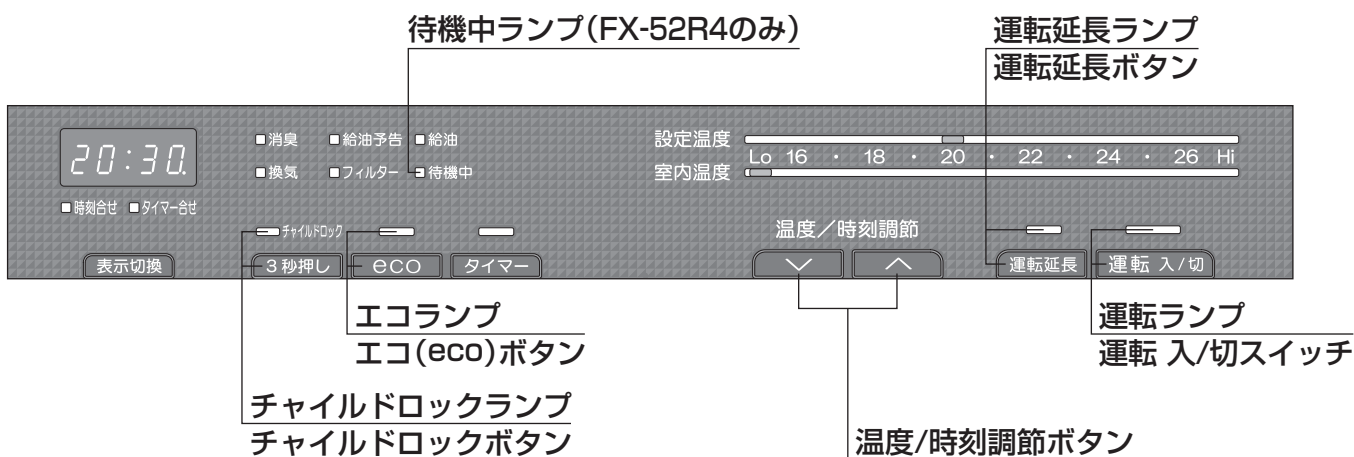 待機中ランプ(FX-52R4のみ)
運転延長ランプ
運転延長ボタン
20:30.
■消臭 ■給油予告 ■給油
■換気 ■フィルター ■待機中
■時刻合せ ■タイマー合せ
設定温度
Lo 16 ・ 18 ・ 20 ・ 22 ・ 24 ・ 26 Hi
室内温度
チャイルドロック
温度/時刻調節
表示切換 3秒押し eco タイマー
運転延長 運転 入/切
エコランプ
エコ(eco)ボタン
運転ランプ
運転 入/切スイッチ
チャイルドロックランプ
チャイルドロックボタン
温度/時刻調節ボタン